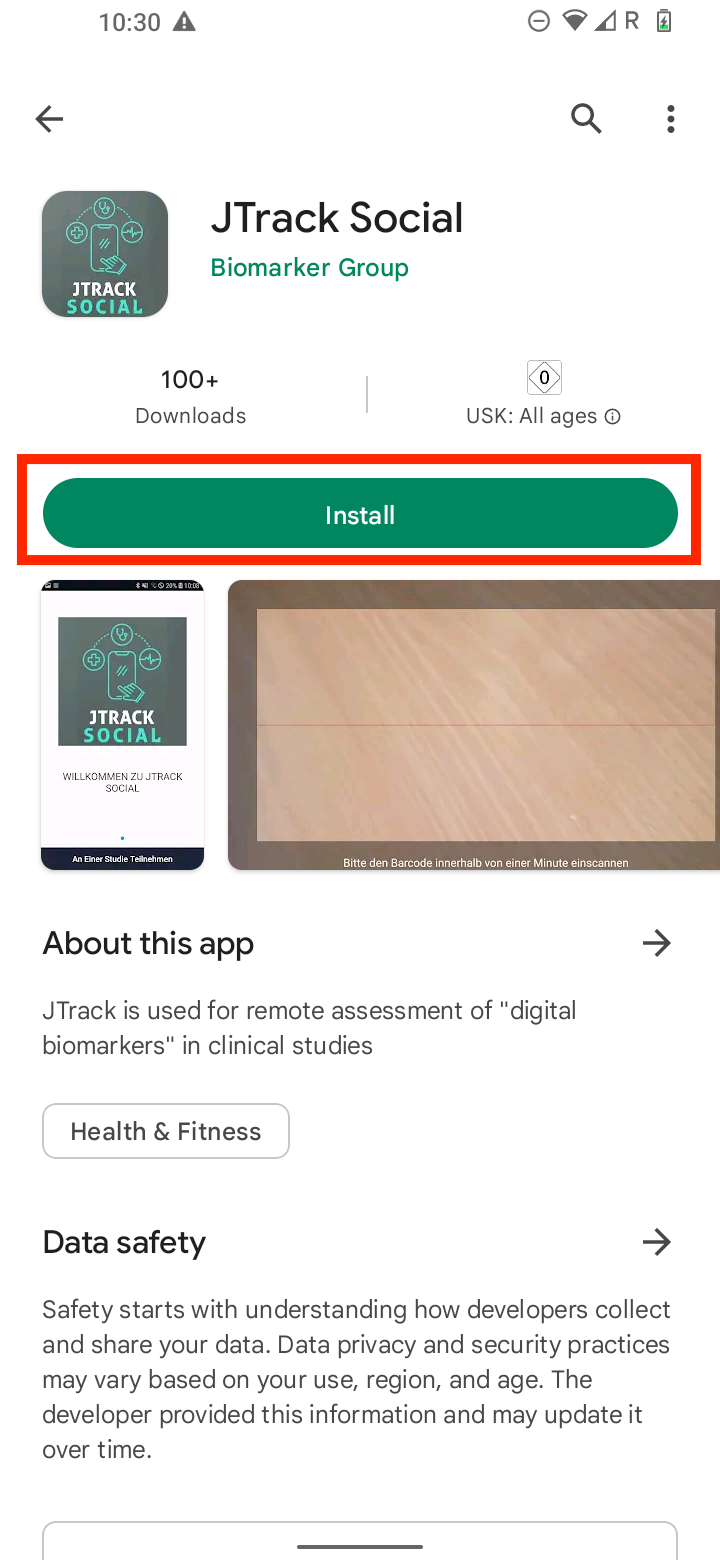 10:30
R
JTRACK
SOCIAL
JTrack Social
Biomarker Group
100+
Downloads
0
USK: All ages
Install
20% 10:08
JTRACK
SOCIAL
WILLKOMMEN ZU JTRACK
SOCIAL
An Einer Studie Teilnehmen
Bitte den Barcode innerhalb von einer Minute einscannen
About this app
JTrack is used for remote assessment of "digital
biomarkers" in clinical studies
Health & Fitness
Data safety
Safety starts with understanding how developers collect
and share your data. Data privacy and security practices
may vary based on your use, region, and age. The
developer provided this information and may update it
over time.